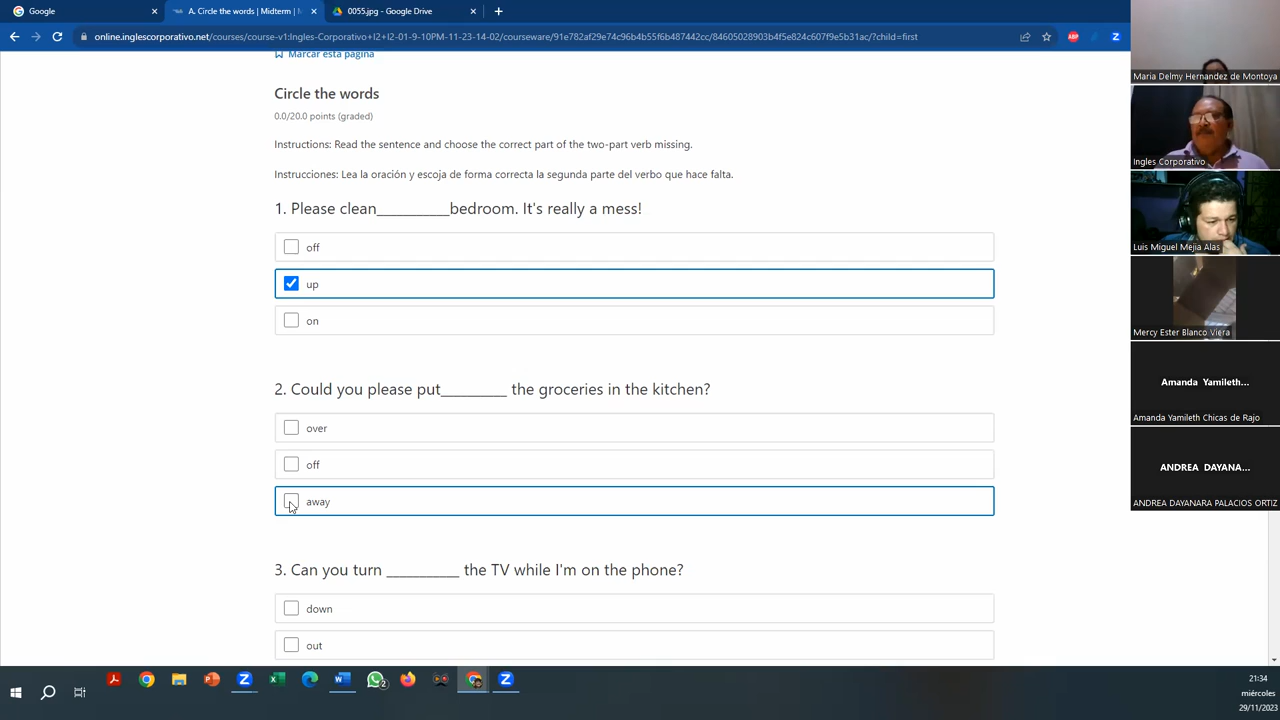 Google
A. Circle the words | Midterm |
0055.jpg - Google Drive
online.inglescorporativo.net/courses/course-v1:Ingles-Corporativo+I2+I2-01-9-10PM-11-23-14-02/courseware/91e782af29e74c96b4b55f6b487442cc/84605028903b4f5e824c607f9e5b31ac/?child=first
Marcar esta página
Circle the words
0.0/20.0 points (graded)
Instructions: Read the sentence and choose the correct part of the two-part verb missing.
Instrucciones: Lea la oración y escoja de forma correcta la segunda parte del verbo que hace falta.
1. Please clean__________bedroom. It's really a mess!
off
up
on
2. Could you please put_________ the groceries in the kitchen?
over
off
away
3. Can you turn __________ the TV while I'm on the phone?
down
out
Maria Delmy Hernandez de Montoya
Ingles Corporativo
Luis Miguel Mejia Alas
Mercy Ester Blanco Viera
Amanda Yamileth...
Amanda Yamileth Chicas de Rajo
ANDREA DAYANA...
ANDREA DAYANARA PALACIOS ORTIZ
ABP
2
21:34
miércoles
29/11/2023